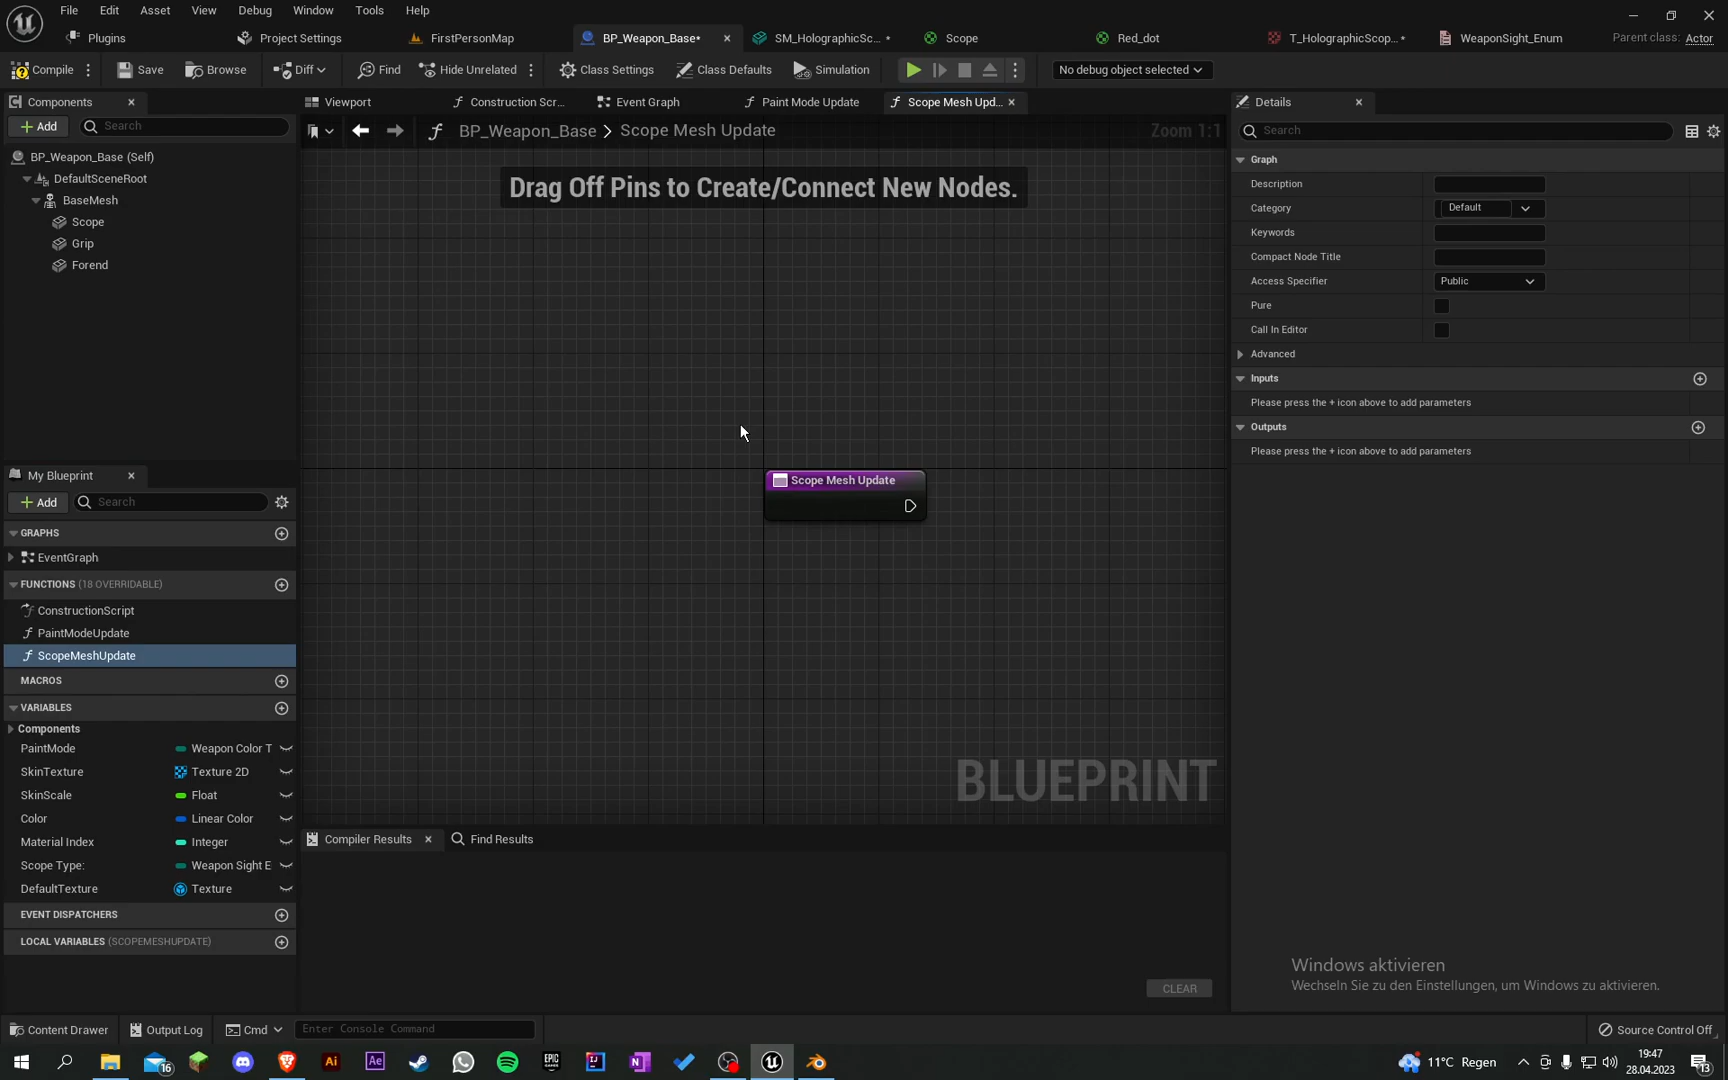 File Edit Asset View Debug Window Tools Help
Plugins Project Settings FirstPersonMap BP_Weapon_Base* SM_HolographicSc... * Scope Red_dot T_HolographicScop...* WeaponSight_Enum Parent class: Actor
Compile Save Browse Diff Find Hide Unrelated Class Settings Class Defaults Simulation No debug object selected
Components
Add Search
BP_Weapon_Base (Self)
DefaultSceneRoot
BaseMesh
Scope
Grip
Forend
My Blueprint
Add Search
GRAPHS
EventGraph
FUNCTIONS (18 OVERRIDABLE)
ConstructionScript
PaintModeUpdate
ScopeMeshUpdate
MACROS
VARIABLES
Components
PaintMode Weapon Color T
SkinTexture Texture 2D
SkinScale Float
Color Linear Color
Material Index Integer
Scope Type: Weapon Sight E
DefaultTexture Texture
EVENT DISPATCHERS
LOCAL VARIABLES (SCOPEMESHUPDATE)
Viewport Construction Scr... Event Graph Paint Mode Update Scope Mesh Upd...
BP_Weapon_Base > Scope Mesh Update Zoom 1:1
Drag Off Pins to Create/Connect New Nodes.
Scope Mesh Update
BLUEPRINT
Compiler Results Find Results
CLEAR
Details
Search
Graph
Description
Category Default
Keywords
Compact Node Title
Access Specifier Public
Pure
Call In Editor
Advanced
Inputs
Please press the + icon above to add parameters
Outputs
Please press the + icon above to add parameters
Windows aktivieren
Wechseln Sie zu den Einstellungen, um Windows zu aktivieren.
Content Drawer Output Log Cmd Enter Console Command Source Control Off
16 Ai Ae EPIC GAMES IJ N 11°C Regen 19:47
28.04.2023 13